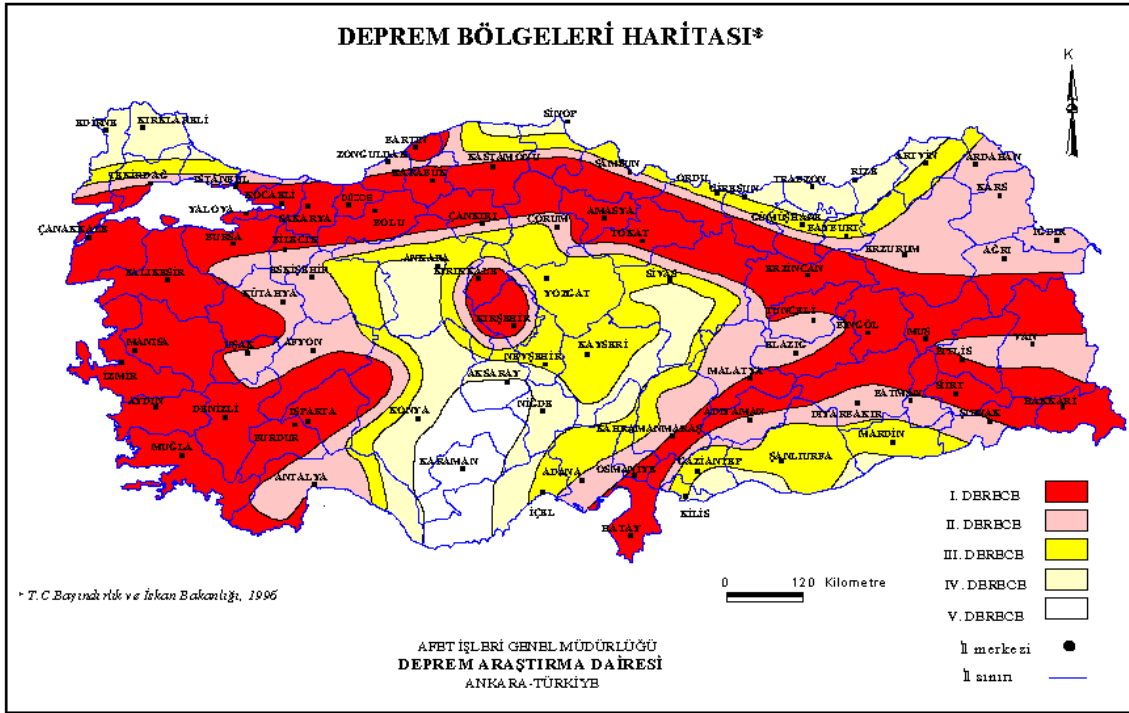 DEPREM BÖLGELERİ HARİTASI*
K
SİNOP
EDİRNE
KIRKLARELİ
BARTIN
ZONGULDAK
KASTAMONU
KARABÜK
SAMSUN
ORDU
GİRESUN
TRABZON
RİZE
ARTVİN
ARDAHAN
KARS
TEKİRDAĞ
İSTANBUL
KOCAELİ
YALOVA
SAKARYA
DÜZCE
BOLU
ÇANKIRI
ÇORUM
AMASYA
TOKAT
GÜMÜŞHANE
BAYBURT
ERZURUM
AĞRI
IĞDIR
ÇANAKKALE
BURSA
BİLECİK
BALIKESİR
ESKİŞEHİR
KÜTAHYA
ANKARA
KIRIKKALE
YOZGAT
SİVAS
ERZİNCAN
KIRŞEHİR
TUNCELİ
BİNGÖL
MUŞ
VAN
MANİSA
UŞAK
AFYON
KAYSERİ
NEVŞEHİR
ELAZIĞ
BİTLİS
İZMİR
AKSARAY
MALATYA
SİİRT
AYDIN
DENİZLİ
ISPARTA
BURDUR
KONYA
NİĞDE
ADIYAMAN
DİYARBAKIR
BATMAN
ŞIRNAK
HAKKARİ
MUĞLA
KAHRAMANMARAŞ
MARDİN
ANTALYA
KARAMAN
ADANA
OSMANİYE
GAZİANTEP
ŞANLIURFA
İÇEL
KİLİS
HATAY
I. DERECE
II. DERECE
III. DERECE
IV. DERECE
V. DERECE
İl merkezi
İl sınırı
0 120 Kilometre
* T.C Bayındırlık ve İskan Bakanlığı, 1996
AFET İŞLERİ GENEL MÜDÜRLÜĞÜ
DEPREM ARAŞTIRMA DAİRESİ
ANKARA-TÜRKİYE